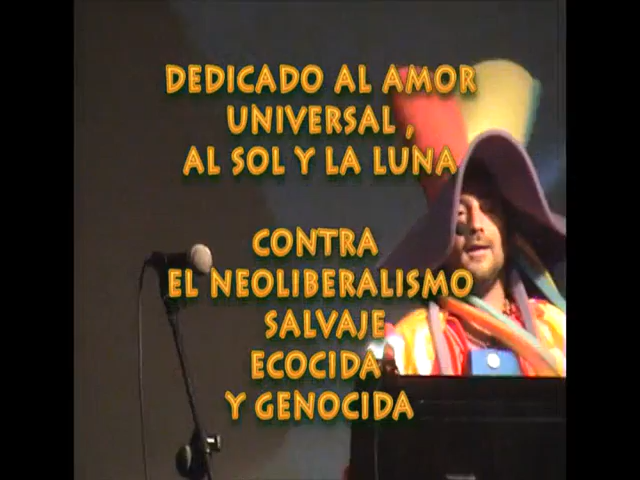 DEDICADO AL AMOR
UNIVERSAL ,
AL SOL Y LA LUNA
CONTRA
EL NEOLIBERALISMO
SALVAJE
ECOCIDA
Y GENOCIDA